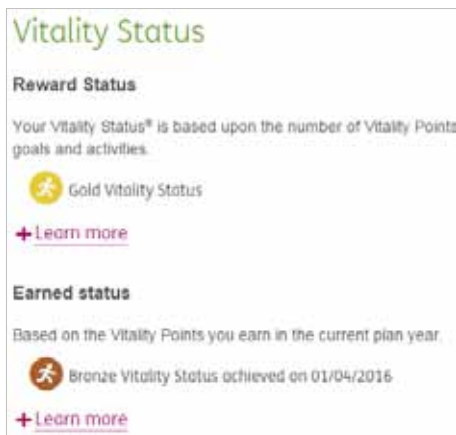 Vitality Status
Reward Status
Your Vitality Status® is based upon the number of Vitality Points
goals and activities.
Gold Vitality Status
+Learn more
Earned status
Based on the Vitality Points you earn in the current plan year.
Bronze Vitality Status achieved on 01/04/2016
+Learn more